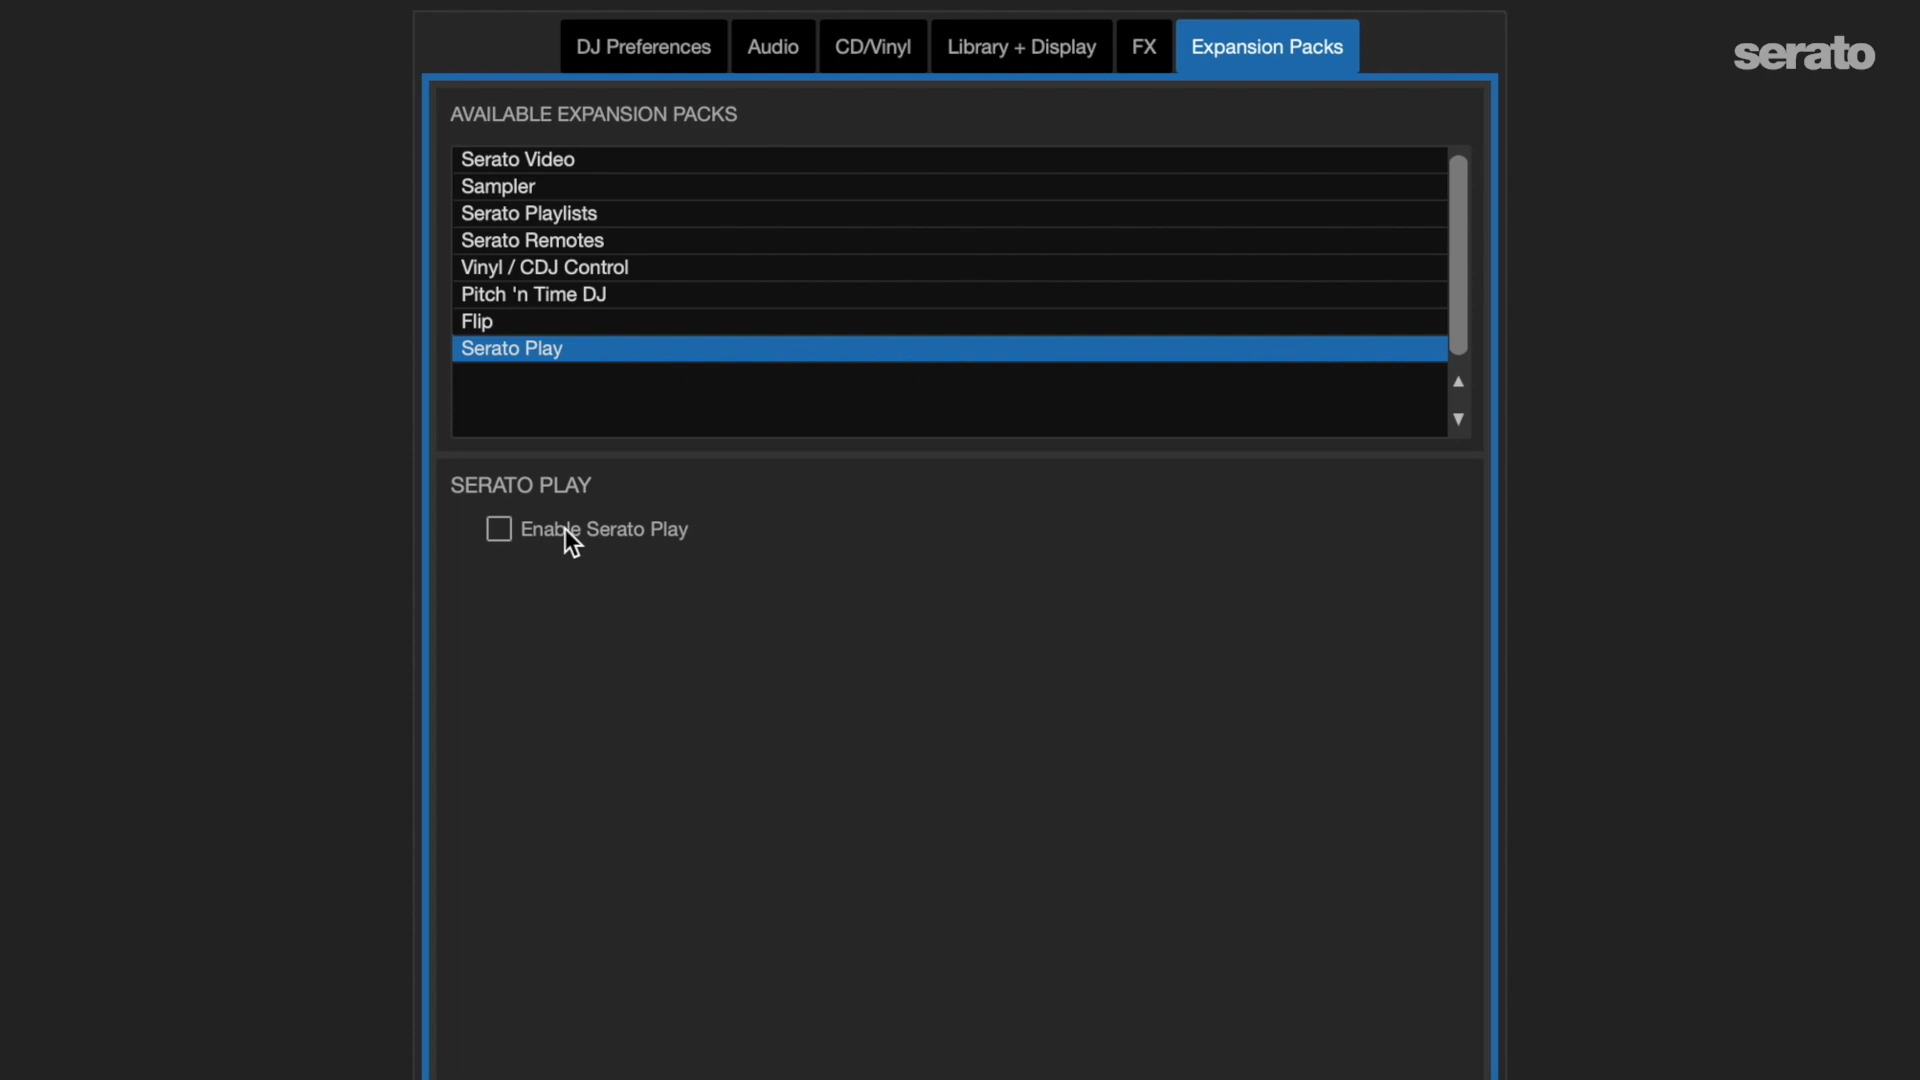 DJ Preferences
Audio
CD/Vinyl
Library + Display
FX
Expansion Packs
serato
AVAILABLE EXPANSION PACKS
Serato Video
Sampler
Serato Playlists
Serato Remotes
Vinyl / CDJ Control
Pitch 'n Time DJ
Flip
Serato Play
SERATO PLAY
Enable Serato Play